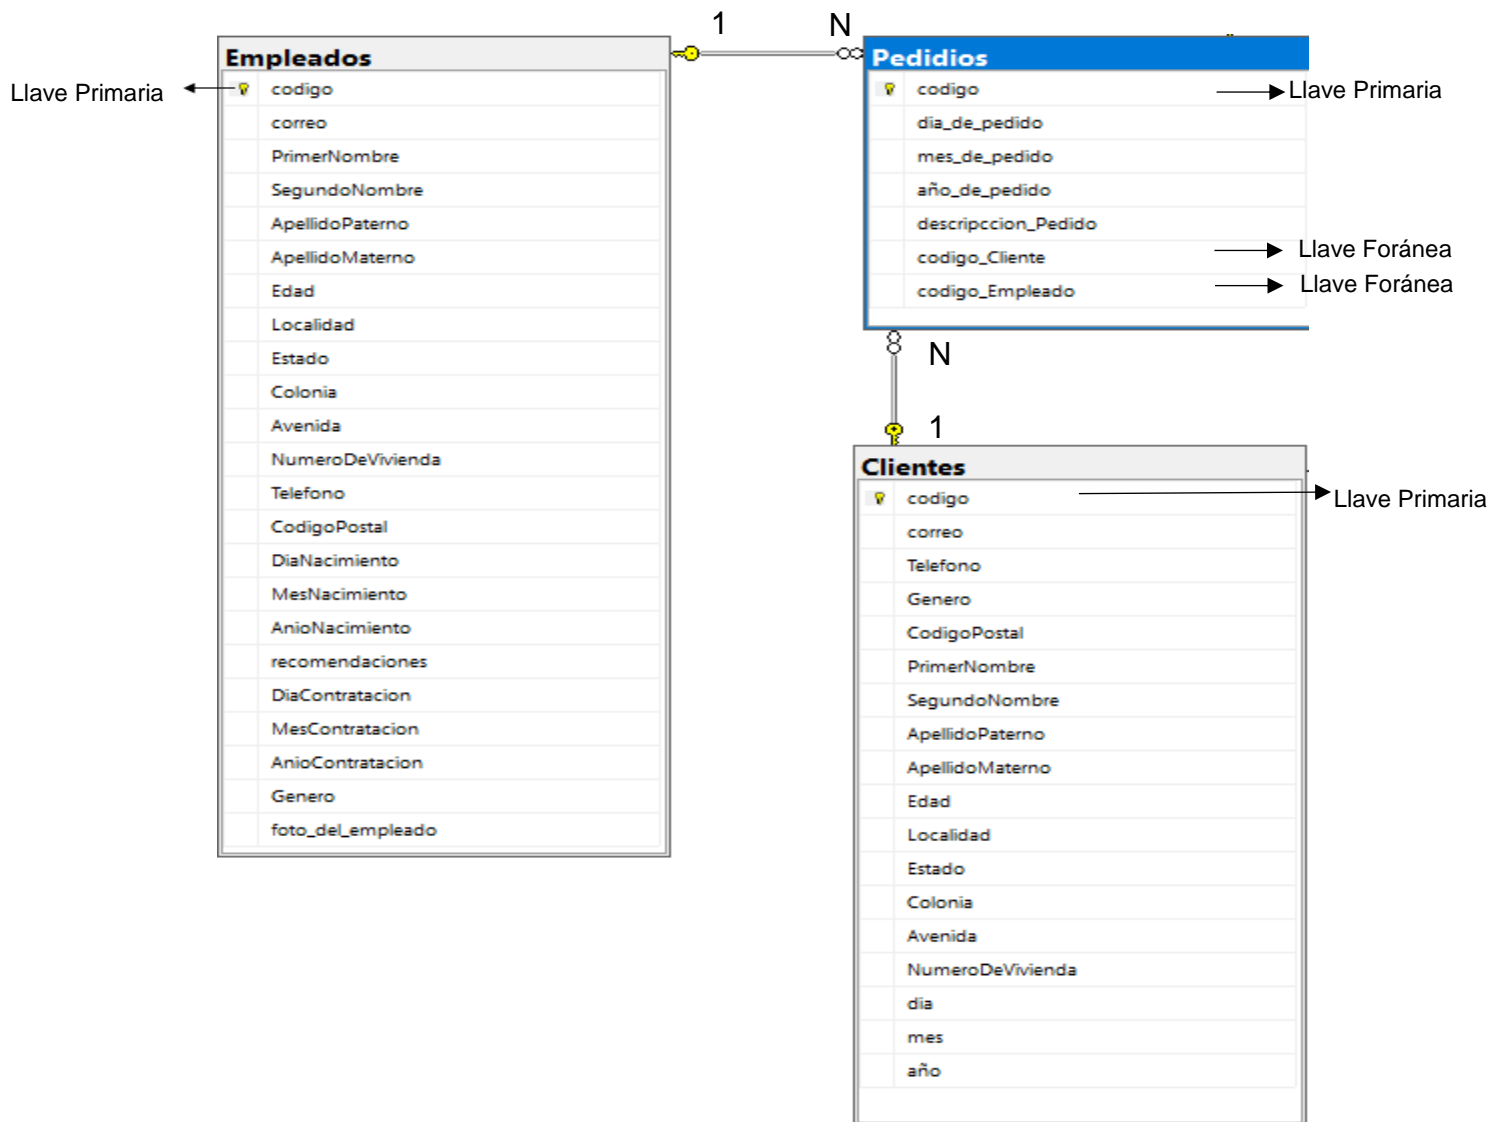 1
N
Empleados
Llave Primaria
codigo
correo
PrimerNombre
SegundoNombre
ApellidoPaterno
ApellidoMaterno
Edad
Localidad
Estado
Colonia
Avenida
NumeroDeVivienda
Telefono
CodigoPostal
DiaNacimiento
MesNacimiento
AnioNacimiento
recomendaciones
DiaContratacion
MesContratacion
AnioContratacion
Genero
foto_del_empleado
Pedidios
codigo
Llave Primaria
dia_de_pedido
mes_de_pedido
año_de_pedido
descripccion_Pedido
codigo_Cliente
Llave Foránea
codigo_Empleado
Llave Foránea
N
1
Clientes
codigo
Llave Primaria
correo
Telefono
Genero
CodigoPostal
PrimerNombre
SegundoNombre
ApellidoPaterno
ApellidoMaterno
Edad
Localidad
Estado
Colonia
Avenida
NumeroDeVivienda
dia
mes
año